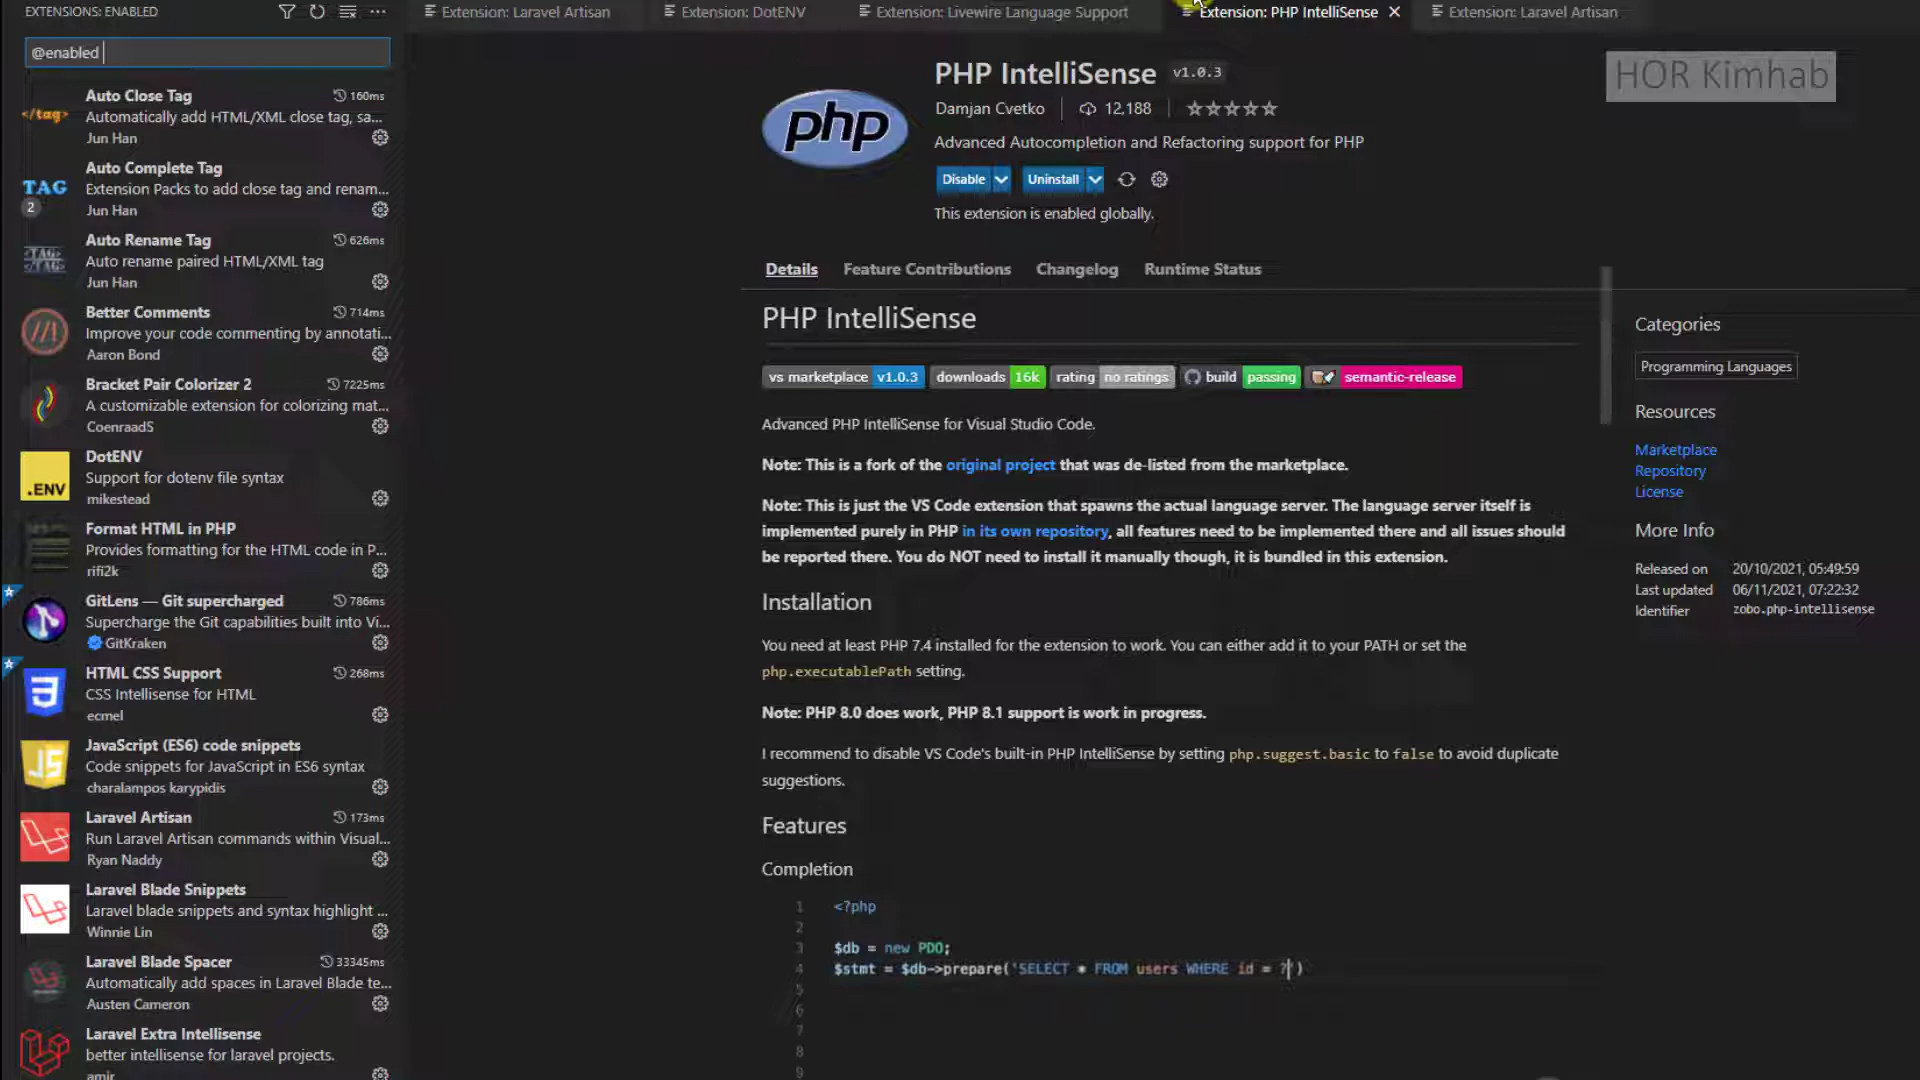 EXTENSIONS: ENABLED
@enabled
Auto Close Tag 160ms
Automatically add HTML/XML close tag, sa...
Jun Han
Auto Complete Tag
Extension Packs to add close tag and renam...
Jun Han
2
Auto Rename Tag 626ms
Auto rename paired HTML/XML tag
Jun Han
Better Comments 714ms
Improve your code commenting by annotati...
Aaron Bond
Bracket Pair Colorizer 2 7225ms
A customizable extension for colorizing mat...
CoenraadS
DotENV
Support for dotenv file syntax
mikestead
Format HTML in PHP
Provides formatting for the HTML code in P...
rifi2k
GitLens — Git supercharged 786ms
Supercharge the Git capabilities built into Vi...
GitKraken
HTML CSS Support 268ms
CSS Intellisense for HTML
ecmel
JavaScript (ES6) code snippets
Code snippets for JavaScript in ES6 syntax
charalampos karypidis
Laravel Artisan 173ms
Run Laravel Artisan commands within Visual...
Ryan Naddy
Laravel Blade Snippets
Laravel blade snippets and syntax highlight ...
Winnie Lin
Laravel Blade Spacer 33345ms
Automatically add spaces in Laravel Blade te...
Austen Cameron
Laravel Extra Intellisense
better intellisense for laravel projects.
amir
</tag>
TAG
.ENV
JS
Extension: Laravel Artisan
Extension: DotENV
Extension: Livewire Language Support
Extension: PHP IntelliSense
Extension: Laravel Artisan
HOR Kimhab
php
PHP IntelliSense v1.0.3
Damjan Cvetko 12,188
Advanced Autocompletion and Refactoring support for PHP
Disable Uninstall
This extension is enabled globally.
Details Feature Contributions Changelog Runtime Status
PHP IntelliSense
vs marketplace v1.0.3 downloads 16k rating no ratings build passing semantic-release
Advanced PHP IntelliSense for Visual Studio Code.
Note: This is a fork of the original project that was de-listed from the marketplace.
Note: This is just the VS Code extension that spawns the actual language server. The language server itself is
implemented purely in PHP in its own repository, all features need to be implemented there and all issues should
be reported there. You do NOT need to install it manually though, it is bundled in this extension.
Installation
You need at least PHP 7.4 installed for the extension to work. You can either add it to your PATH or set the
php.executablePath setting.
Note: PHP 8.0 does work, PHP 8.1 support is work in progress.
I recommend to disable VS Code's built-in PHP IntelliSense by setting php.suggest.basic to false to avoid duplicate
suggestions.
Features
Completion
1 <?php
2
3 $db = new PDO;
4 $stmt = $db->prepare('SELECT * FROM users WHERE id = ?')
5
6
7
8
9
Categories
Programming Languages
Resources
Marketplace
Repository
License
More Info
Released on 20/10/2021, 05:49:59
Last updated 06/11/2021, 07:22:32
Identifier zobo.php-intellisense